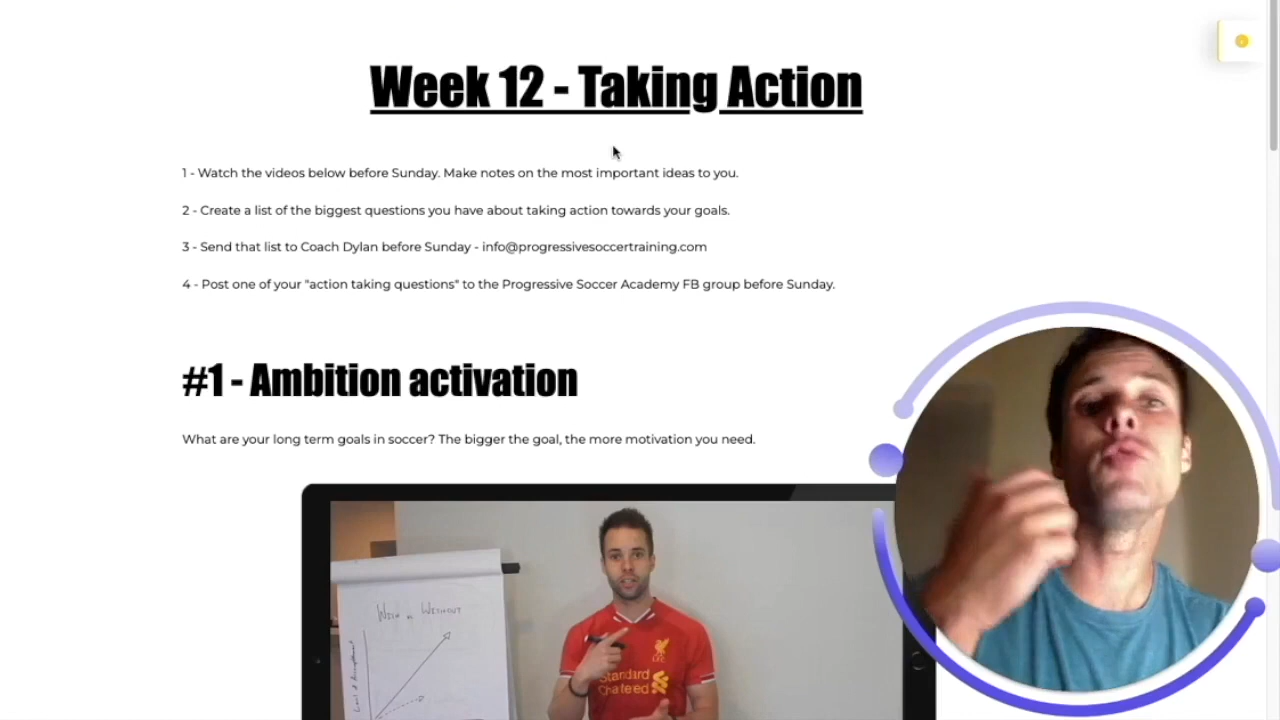 Week 12 - Taking Action
1 - Watch the videos below before Sunday. Make notes on the most important ideas to you.
2 - Create a list of the biggest questions you have about taking action towards your goals.
3 - Send that list to Coach Dylan before Sunday - info@progressivesoccertraining.com
4 - Post one of your "action taking questions" to the Progressive Soccer Academy FB group before Sunday.
#1 - Ambition activation
What are your long term goals in soccer? The bigger the goal, the more motivation you need.
With vs Without
L.F.C.
Standard
Chartered